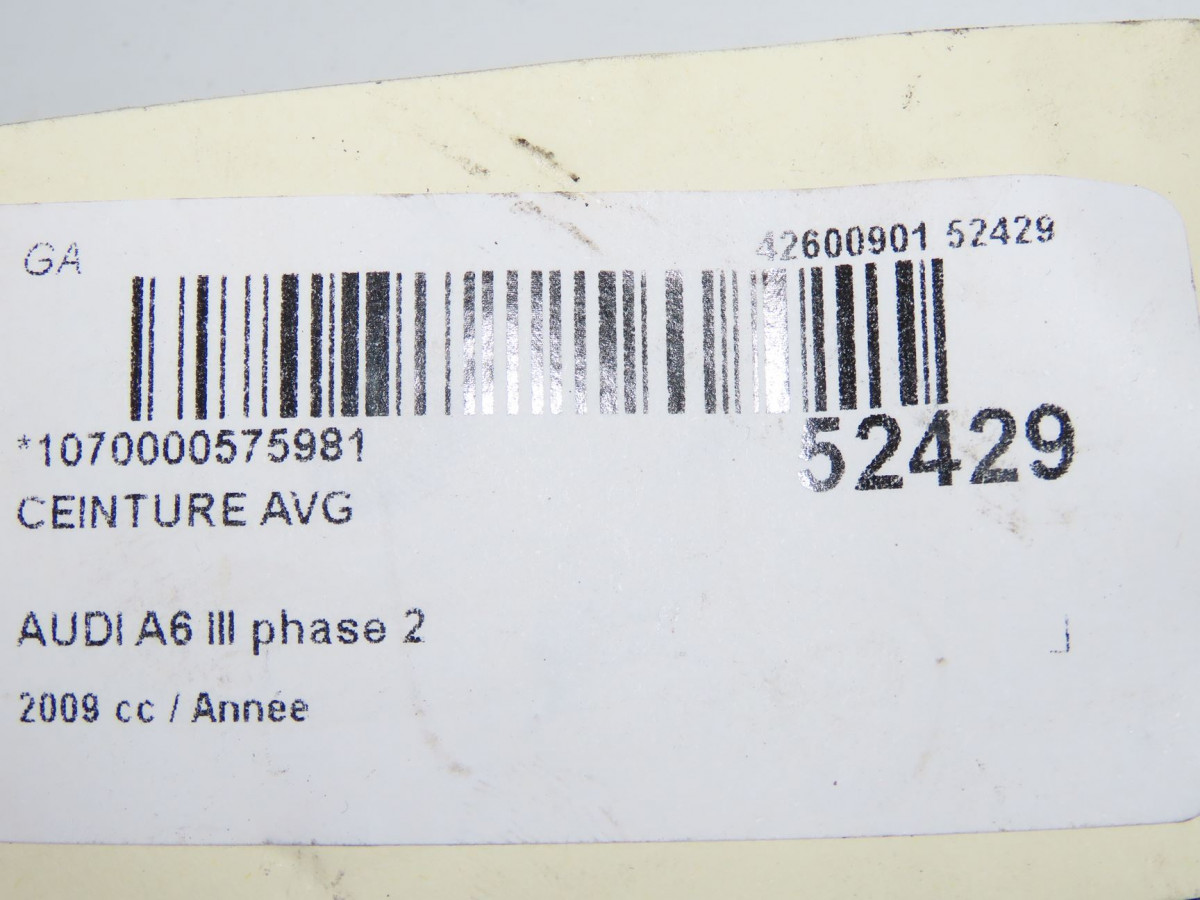 GA
42600901 52429
*1070000575981
52429
CEINTURE AVG
AUDI A6 III phase 2
2009 cc / Année